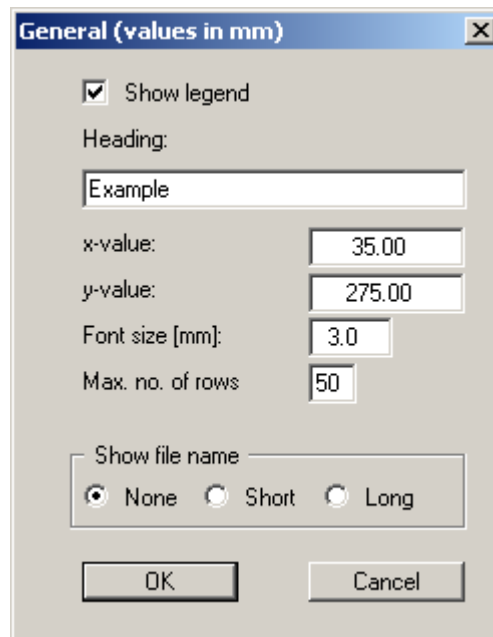 General (values in mm)
Show legend
Heading:
Example
x-value: 35.00
y-value: 275.00
Font size [mm]: 3.0
Max. no. of rows 50
Show file name
None Short Long
OK Cancel